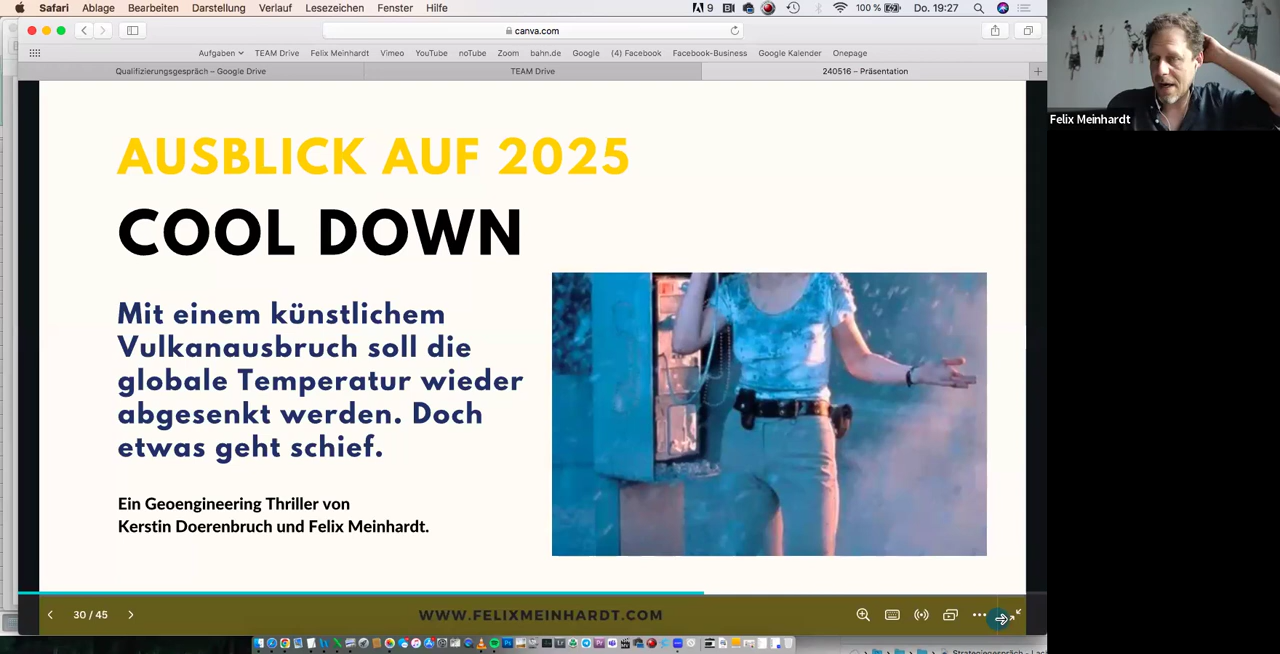 Safari Ablage Bearbeiten Darstellung Verlauf Lesezeichen Fenster Hilfe 9 100 % Do. 19:27
canva.com
Aufgaben TEAM Drive Felix Meinhardt Vimeo YouTube noTube Zoom bahn.de Google (4) Facebook Facebook-Business Google Kalender Onepage
Qualifizierungsgespräch – Google Drive TEAM Drive 240516 – Präsentation
Felix Meinhardt
AUSBLICK AUF 2025
COOL DOWN
Mit einem künstlichem
Vulkanausbruch soll die
globale Temperatur wieder
abgesenkt werden. Doch
etwas geht schief.
Ein Geoengineering Thriller von
Kerstin Doerenbruch und Felix Meinhardt.
30 / 45
WWW.FELIXMEINHARDT.COM